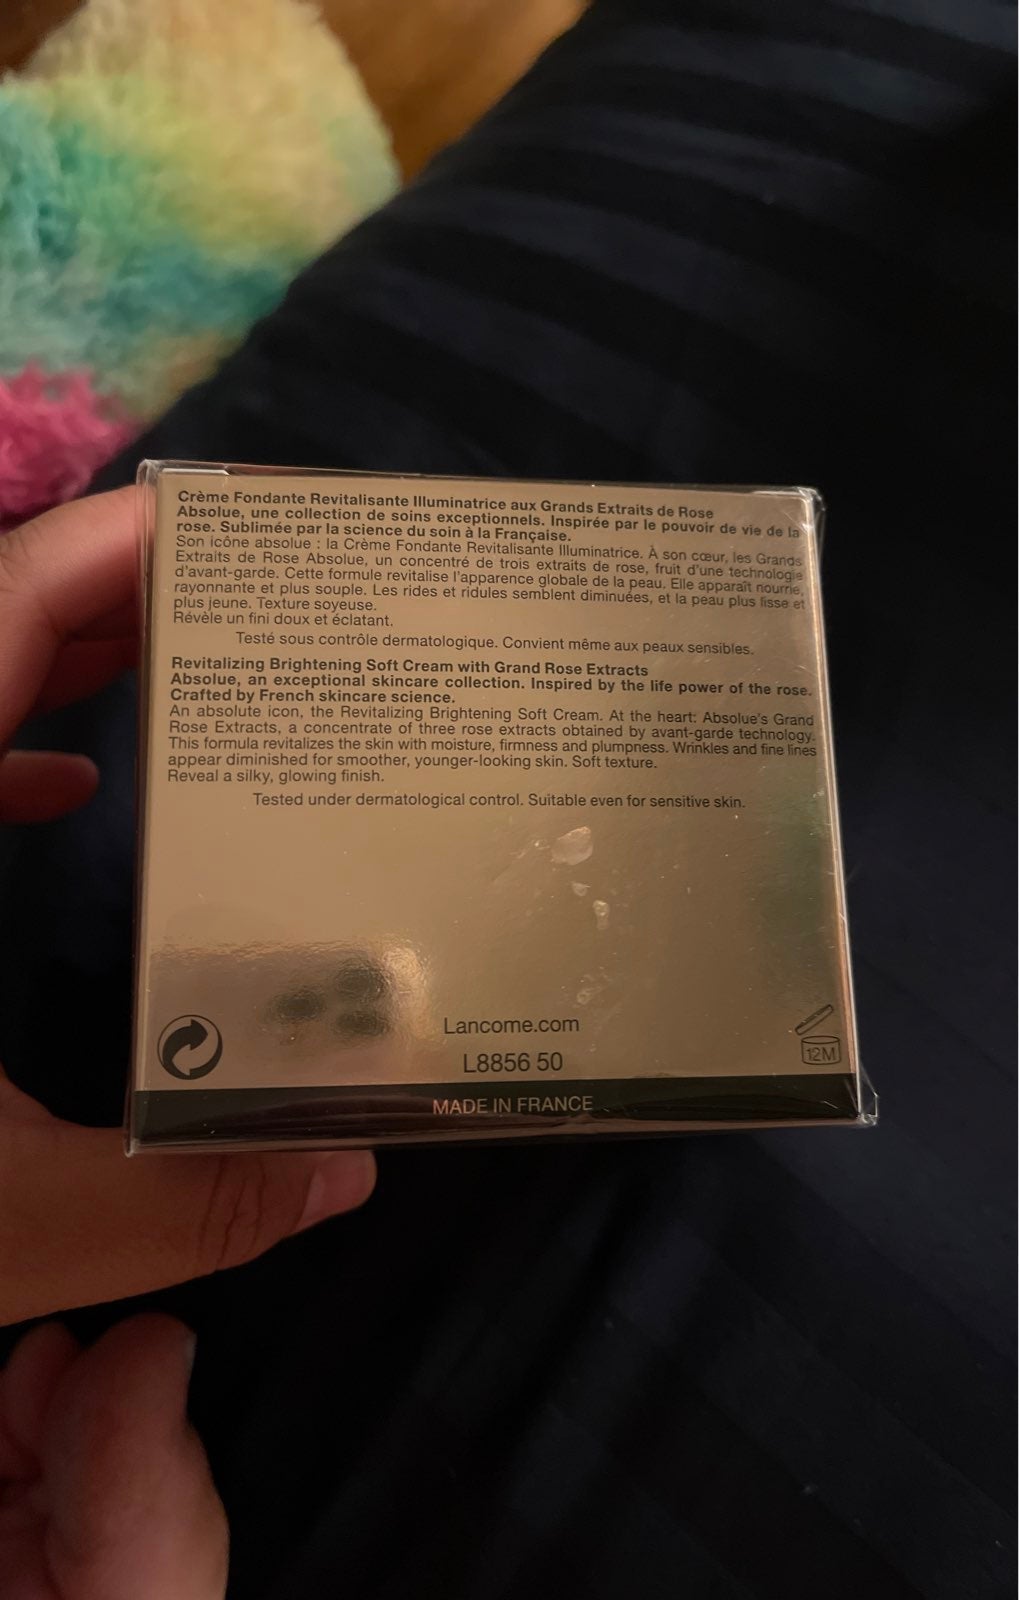 Crème Fondante Revitalisante Illuminatrice aux Grands Extraits de Rose
Absolue, une collection de soins exceptionnels. Inspirée par le pouvoir de vie de la
rose. Sublimée par la science du soin à la Française.
Son icône absolue : la Crème Fondante Revitalisante Illuminatrice. À son cœur, les Grands
Extraits de Rose Absolue, un concentré de trois extraits de rose, fruit d'une technologie
d'avant-garde. Cette formule revitalise l'apparence globale de la peau. Elle apparaît nourrie,
rayonnante et plus souple. Les rides et ridules semblent diminuées, et la peau plus lisse et
plus jeune. Texture soyeuse.
Révèle un fini doux et éclatant.
Testé sous contrôle dermatologique. Convient même aux peaux sensibles.
Revitalizing Brightening Soft Cream with Grand Rose Extracts
Absolue, an exceptional skincare collection. Inspired by the life power of the rose.
Crafted by French skincare science.
An absolute icon, the Revitalizing Brightening Soft Cream. At the heart: Absolue's Grand
Rose Extracts, a concentrate of three rose extracts obtained by avant-garde technology.
This formula revitalizes the skin with moisture, firmness and plumpness. Wrinkles and fine lines
appear diminished for smoother, younger-looking skin. Soft texture.
Reveal a silky, glowing finish.
Tested under dermatological control. Suitable even for sensitive skin.
Lancome.com
12M
L8856 50
MADE IN FRANCE